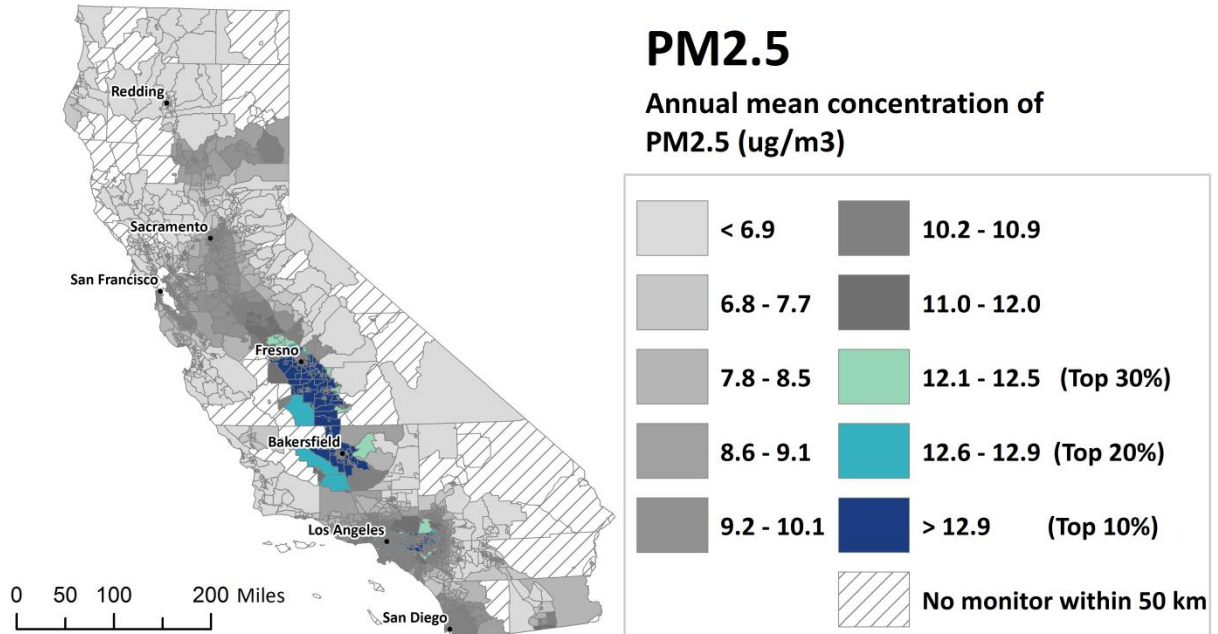 PM2.5
Annual mean concentration of
PM2.5 (ug/m3)
< 6.9
6.8 - 7.7
7.8 - 8.5
8.6 - 9.1
9.2 - 10.1
10.2 - 10.9
11.0 - 12.0
12.1 - 12.5 (Top 30%)
12.6 - 12.9 (Top 20%)
> 12.9 (Top 10%)
No monitor within 50 km
Redding
Sacramento
San Francisco
Fresno
Bakersfield
Los Angeles
San Diego
0 50 100 200 Miles